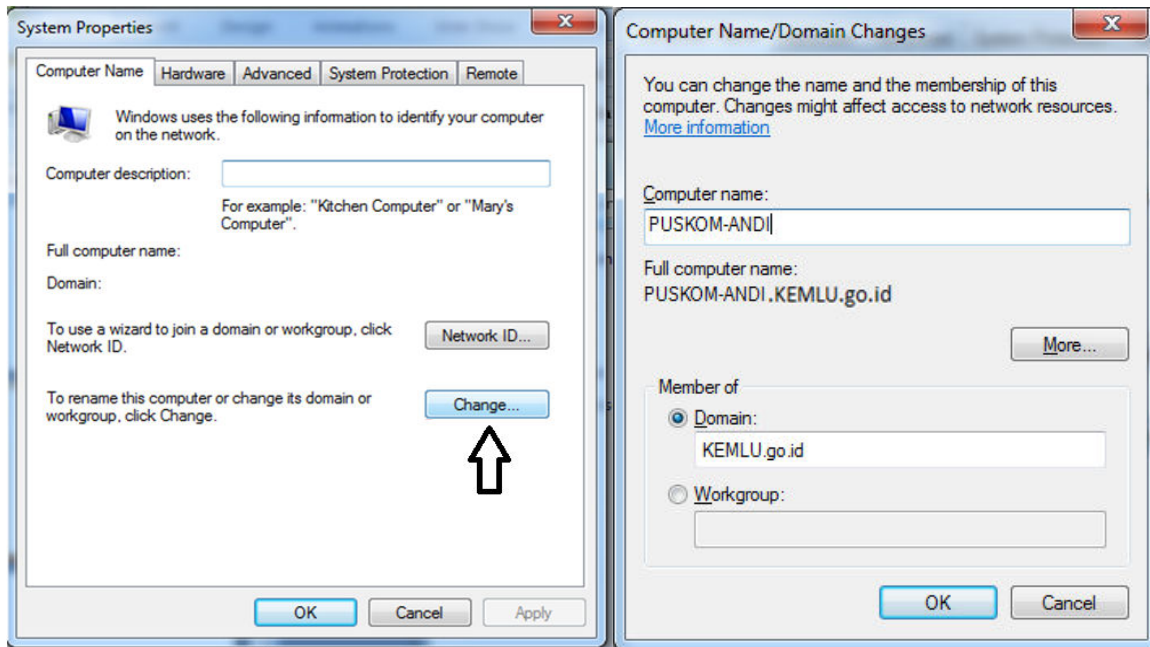 System Properties
Computer Name
Hardware
Advanced
System Protection
Remote
Windows uses the following information to identify your computer
on the network.
Computer description:
For example: "Kitchen Computer" or "Mary's
Computer".
Full computer name:
Domain:
To use a wizard to join a domain or workgroup, click
Network ID.
Network ID...
To rename this computer or change its domain or
workgroup, click Change.
Change...
OK
Cancel
Apply
Computer Name/Domain Changes
You can change the name and the membership of this
computer. Changes might affect access to network resources.
More information
Computer name:
PUSKOM-ANDI
Full computer name:
PUSKOM-ANDI.KEMLU.go.id
More...
Member of
Domain:
KEMLU.go.id
Workgroup:
OK
Cancel